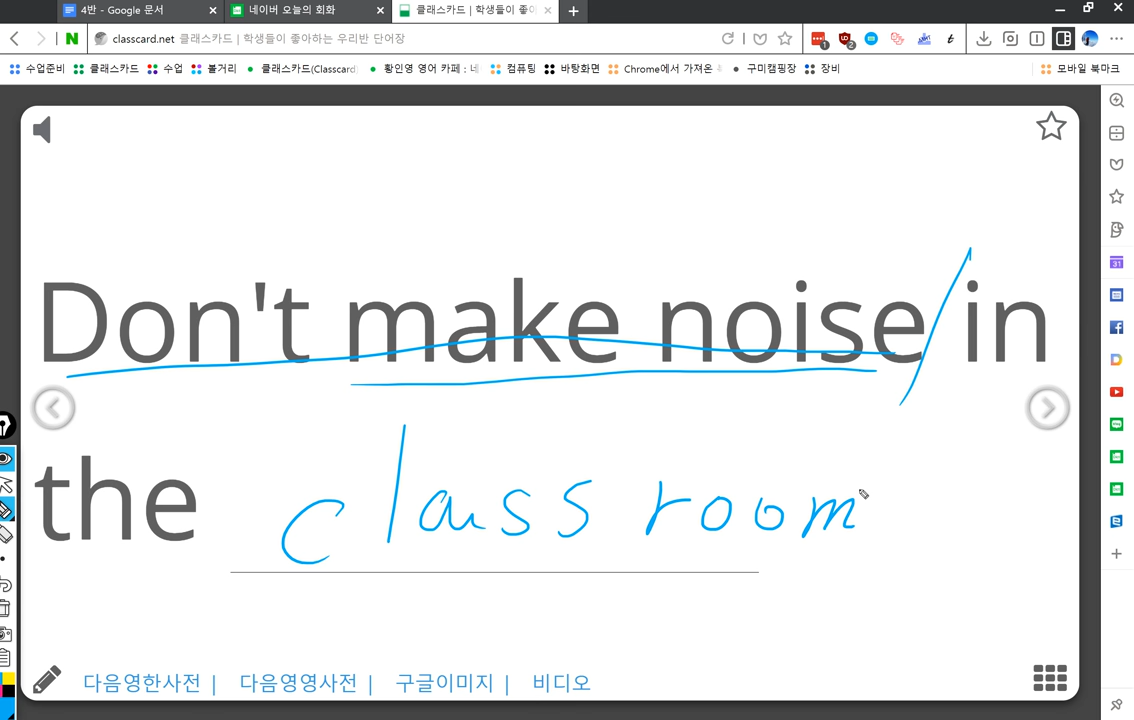 4반 - Google 문서
네이버 오늘의 회화
클래스카드 | 학생들이 좋아
classcard.net 클래스카드 | 학생들이 좋아하는 우리반 단어장
수업준비 클래스카드 수업 볼거리 클래스카드(Classcard) 황인영 영어 카페 : 네 컴퓨팅 바탕화면 Chrome에서 가져온 구미캠핑장 장비 모바일 북마크
Don't make noise / in
the class room
다음영한사전 | 다음영영사전 | 구글이미지 | 비디오